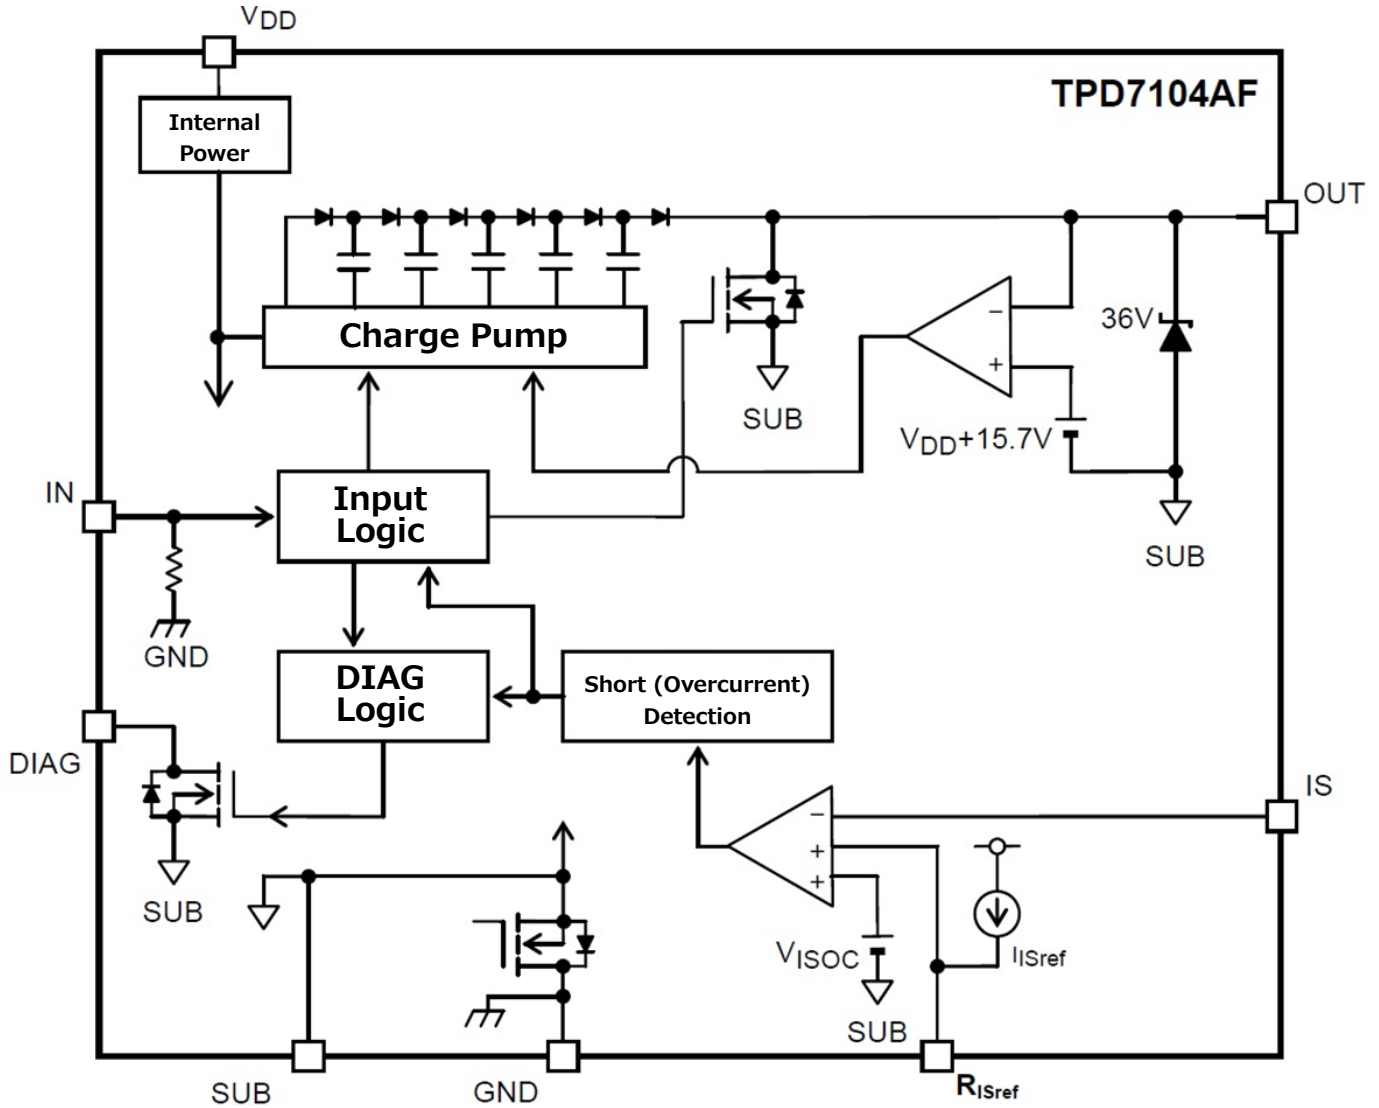 VDD
TPD7104AF
Internal
Power
OUT
Charge Pump
−
36V
+
SUB
VDD+15.7V
IN
Input
Logic
SUB
GND
DIAG
Logic
Short (Overcurrent)
Detection
DIAG
IS
−
+
+
SUB
VISOC
IISref
SUB
SUB
GND
RISref